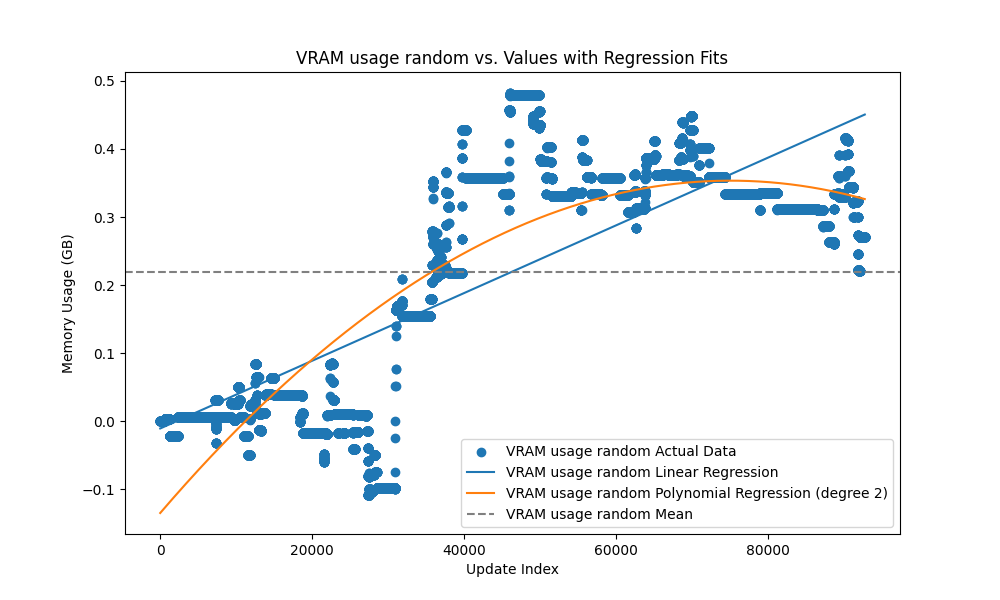 VRAM usage random vs. Values with Regression Fits
0.5
0.4
0.3
0.2
0.1
0.0
−0.1
Memory Usage (GB)
VRAM usage random Actual Data
VRAM usage random Linear Regression
VRAM usage random Polynomial Regression (degree 2)
VRAM usage random Mean
0 20000 40000 60000 80000
Update Index